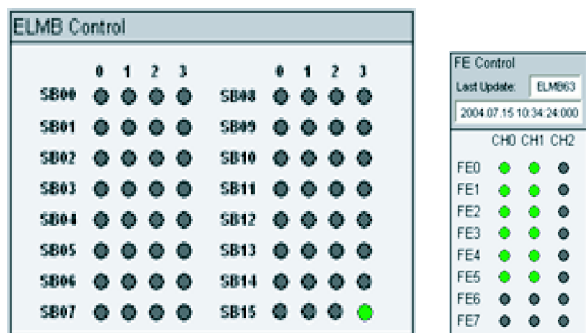 ELMB Control
0 1 2 3 0 1 2 3
SB00 SB08
SB01 SB09
SB02 SB10
SB03 SB11
SB04 SB12
SB05 SB13
SB06 SB14
SB07 SB15
FE Control
Last Update: ELMB63
2004.07.15 10:34:24:000
CH0 CH1 CH2
FE0
FE1
FE2
FE3
FE4
FE5
FE6
FE7